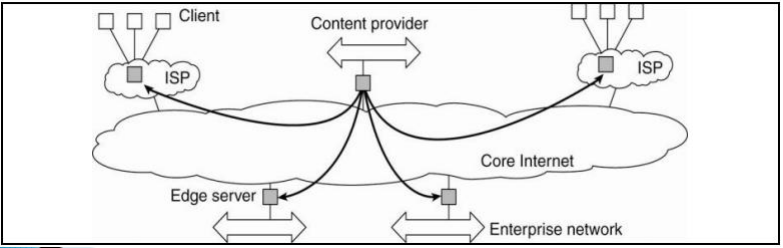 Client
Content provider
ISP
ISP
Core Internet
Edge server
Enterprise network